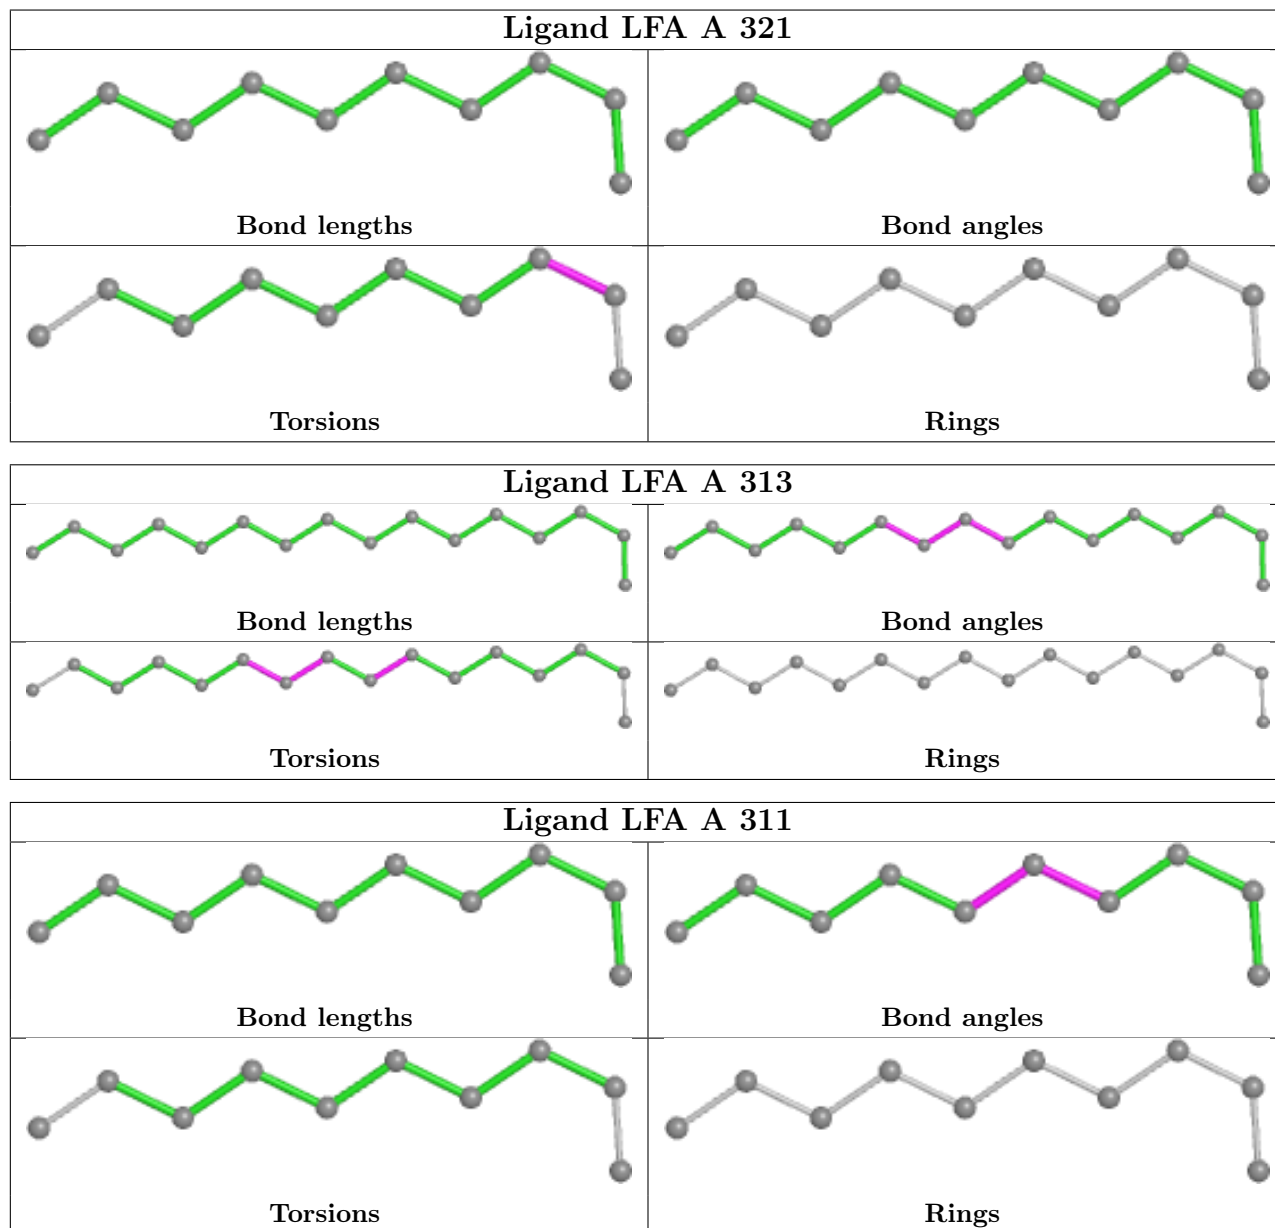 Ligand LFA A 321
Bond lengths
Bond angles
Torsions
Rings
Ligand LFA A 313
Bond lengths
Bond angles
Torsions
Rings
Ligand LFA A 311
Bond lengths
Bond angles
Torsions
Rings